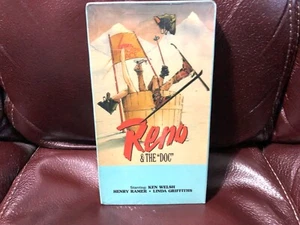 Reno
& THE "DOC"
Starring: KEN WELSH
HENRY RAMER • LINDA GRIFFITHS